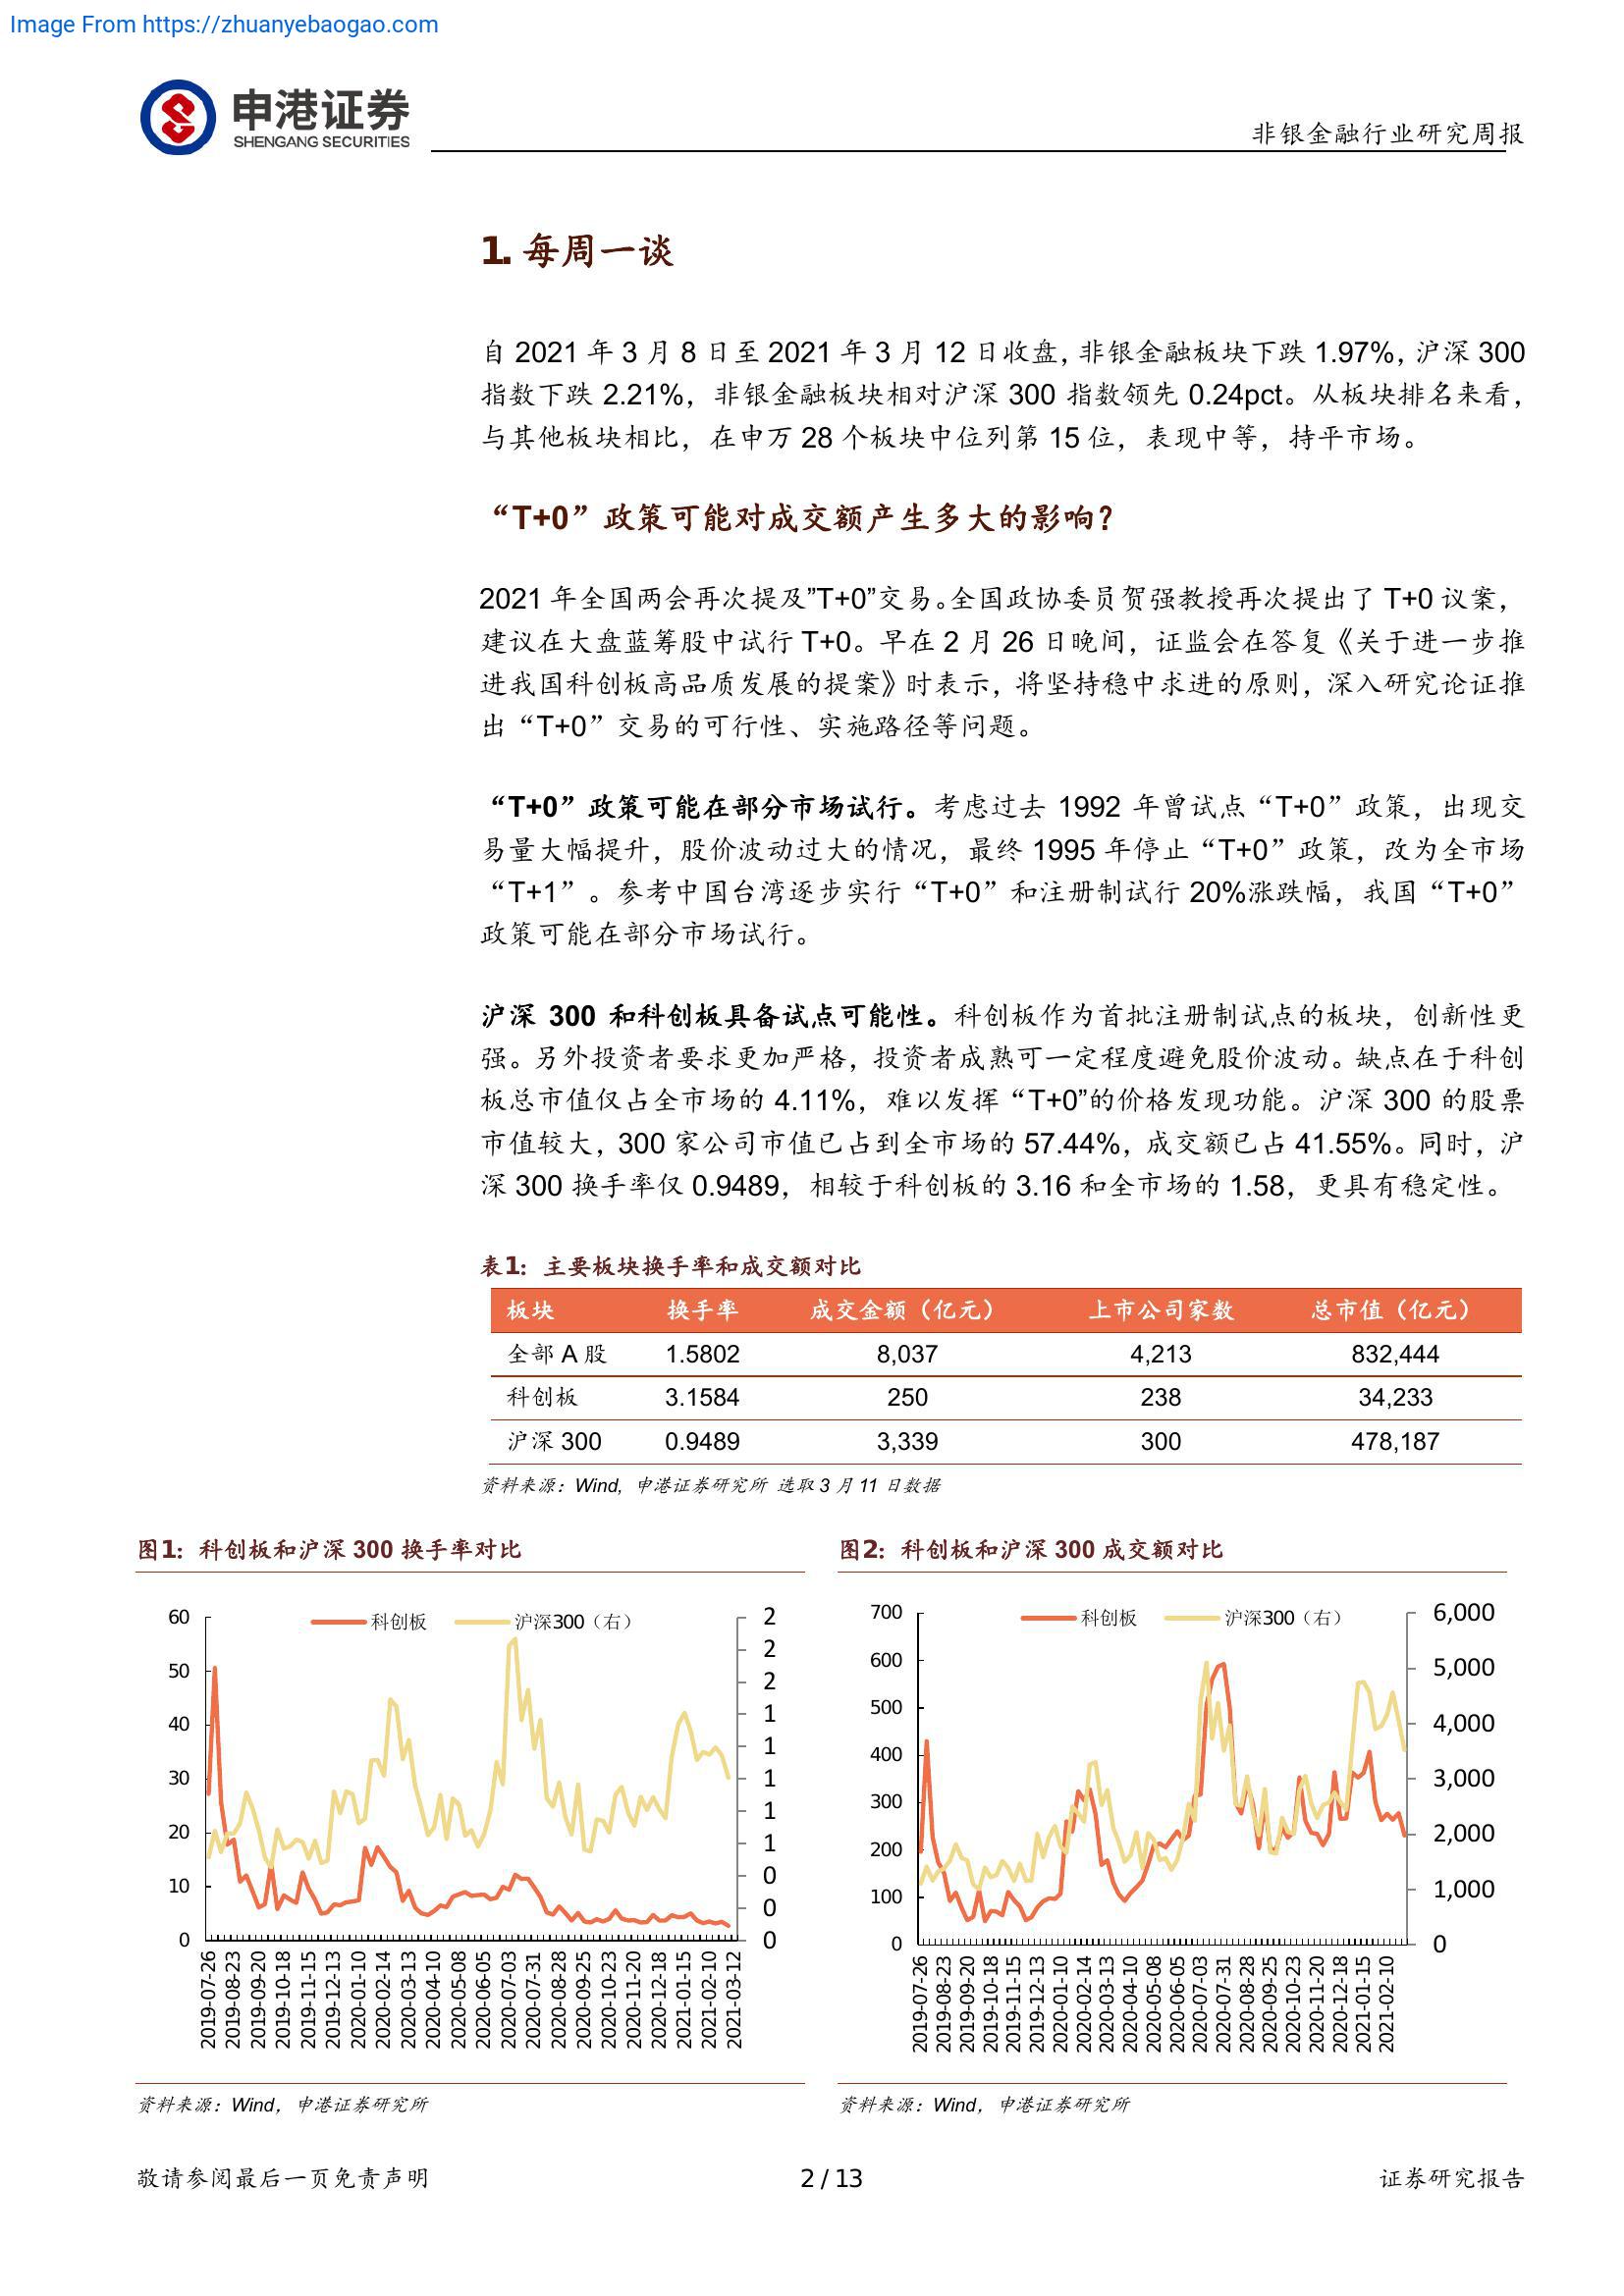 Image From https://zhuanyebaogao.com
申港证券
SHENGANG SECURITIES
非银金融行业研究周报
1. 每周一谈
自 2021 年 3 月 8 日至 2021 年 3 月 12 日收盘，非银金融板块下跌 1.97%，沪深 300
指数下跌 2.21%，非银金融板块相对沪深 300 指数领先 0.24pct。从板块排名来看，
与其他板块相比，在申万 28 个板块中位列第 15 位，表现中等，持平市场。
“T+0”政策可能对成交额产生多大的影响？
2021 年全国两会再次提及”T+0”交易。全国政协委员贺强教授再次提出了 T+0 议案，
建议在大盘蓝筹股中试行 T+0。早在 2 月 26 日晚间，证监会在答复《关于进一步推
进我国科创板高品质发展的提案》时表示，将坚持稳中求进的原则，深入研究论证推
出“T+0”交易的可行性、实施路径等问题。
“T+0”政策可能在部分市场试行。考虑过去 1992 年曾试点“T+0”政策，出现交
易量大幅提升，股价波动过大的情况，最终 1995 年停止“T+0”政策，改为全市场
“T+1”。参考中国台湾逐步实行“T+0”和注册制试行 20%涨跌幅，我国“T+0”
政策可能在部分市场试行。
沪深 300 和科创板具备试点可能性。科创板作为首批注册制试点的板块，创新性更
强。另外投资者要求更加严格，投资者成熟可一定程度避免股价波动。缺点在于科创
板总市值仅占全市场的 4.11%，难以发挥“T+0”的价格发现功能。沪深 300 的股票
市值较大，300 家公司市值已占到全市场的 57.44%，成交额已占 41.55%。同时，沪
深 300 换手率仅 0.9489，相较于科创板的 3.16 和全市场的 1.58，更具有稳定性。
表1：主要板块换手率和成交额对比
板块 换手率 成交金额（亿元） 上市公司家数 总市值（亿元）
全部 A 股 1.5802 8,037 4,213 832,444
科创板 3.1584 250 238 34,233
沪深 300 0.9489 3,339 300 478,187
资料来源：Wind，申港证券研究所 选取 3 月 11 日数据
图1：科创板和沪深 300 换手率对比
科创板 沪深300（右）
60
50
40
30
20
10
0
2
2
2
1
1
1
1
1
0
0
0
2019-07-26
2019-08-23
2019-09-20
2019-10-18
2019-11-15
2019-12-13
2020-01-10
2020-02-14
2020-03-13
2020-04-10
2020-05-08
2020-06-05
2020-07-03
2020-07-31
2020-08-28
2020-09-25
2020-10-23
2020-11-20
2020-12-18
2021-01-15
2021-02-10
2021-03-12
资料来源：Wind，申港证券研究所
图2：科创板和沪深 300 成交额对比
科创板 沪深300（右）
700
600
500
400
300
200
100
0
6,000
5,000
4,000
3,000
2,000
1,000
0
2019-07-26
2019-08-23
2019-09-20
2019-10-18
2019-11-15
2019-12-13
2020-01-10
2020-02-14
2020-03-13
2020-04-10
2020-05-08
2020-06-05
2020-07-03
2020-07-31
2020-08-28
2020-09-25
2020-10-23
2020-11-20
2020-12-18
2021-01-15
2021-02-10
资料来源：Wind，申港证券研究所
敬请参阅最后一页免责声明 2 / 13 证券研究报告